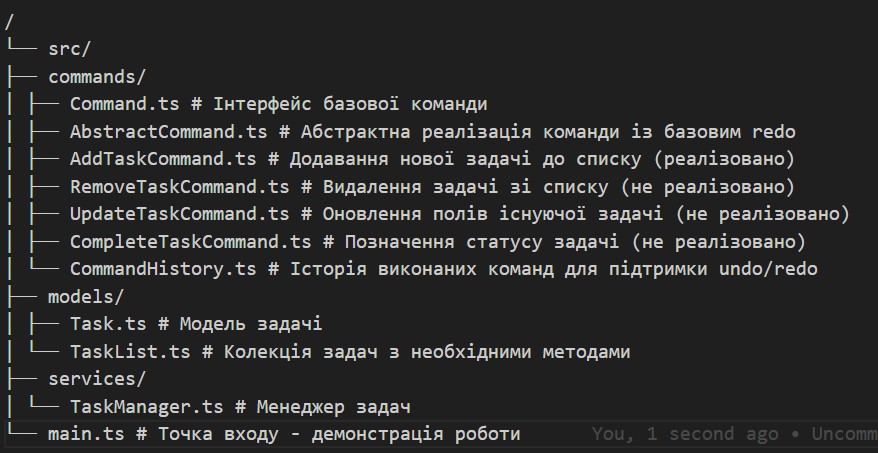 /
└── src/
├── commands/
│ ├── Command.ts # Інтерфейс базової команди
│ ├── AbstractCommand.ts # Абстрактна реалізація команди із базовим redo
│ ├── AddTaskCommand.ts # Додавання нової задачі до списку (реалізовано)
│ ├── RemoveTaskCommand.ts # Видалення задачі зі списку (не реалізовано)
│ ├── UpdateTaskCommand.ts # Оновлення полів існуючої задачі (не реалізовано)
│ ├── CompleteTaskCommand.ts # Позначення статусу задачі (не реалізовано)
│ └── CommandHistory.ts # Історія виконаних команд для підтримки undo/redo
├── models/
│ ├── Task.ts # Модель задачі
│ └── TaskList.ts # Колекція задач з необхідними методами
├── services/
│ └── TaskManager.ts # Менеджер задач
└── main.ts # Точка входу - демонстрація роботи You, 1 second ago • Uncomm